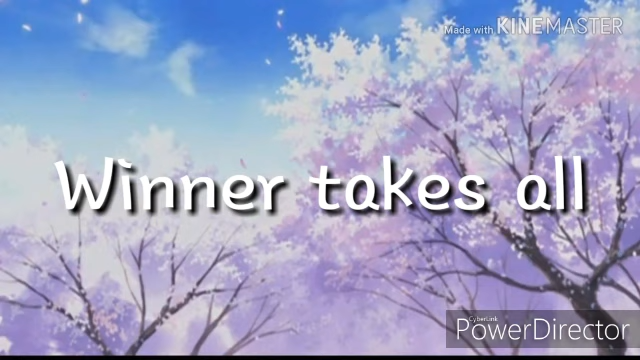 Made with KINEMASTER
Winner takes all
CyberLink
PowerDirector